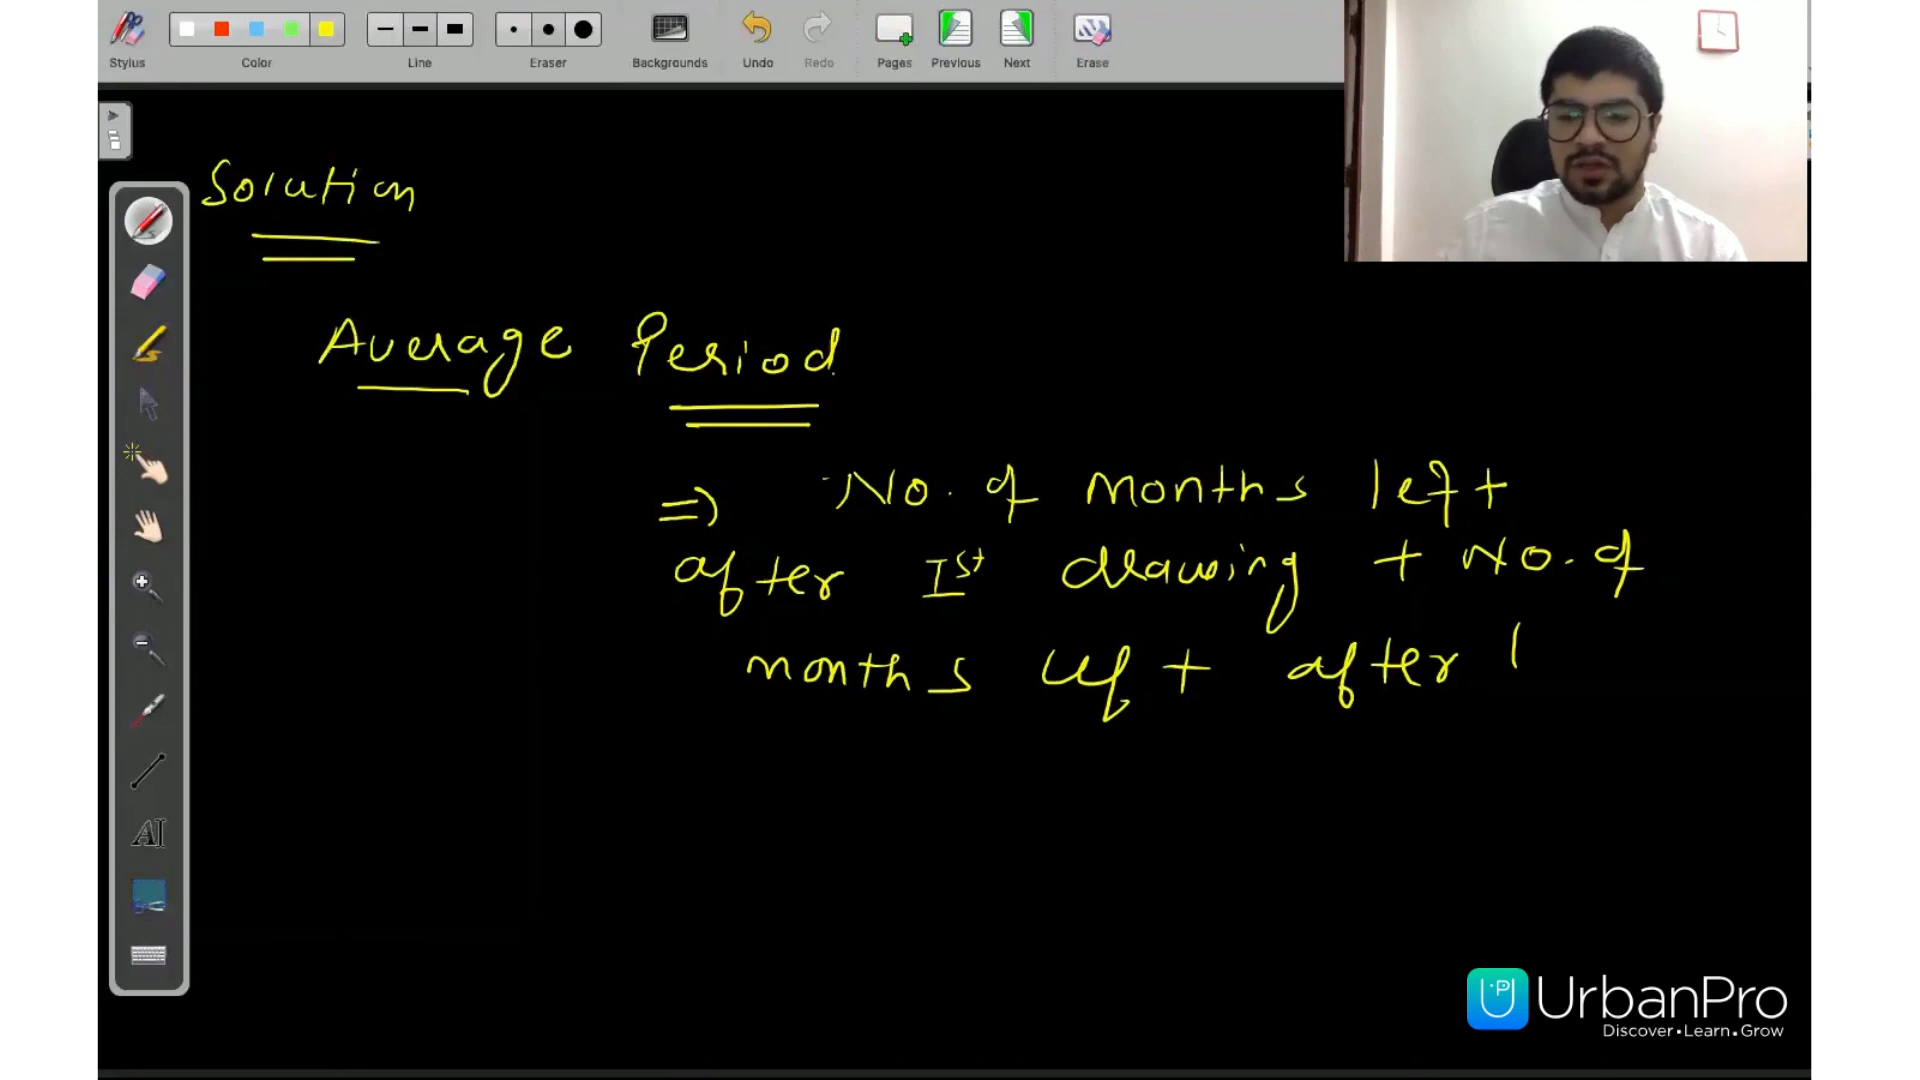 Stylus
Color
Line
Eraser
Backgrounds
Undo
Redo
Pages
Previous
Next
Erase
Solution
Average Period
⇒ No. of months left
after Ist drawing + No. of
months left after l
AI
UrbanPro
Discover•Learn•Grow